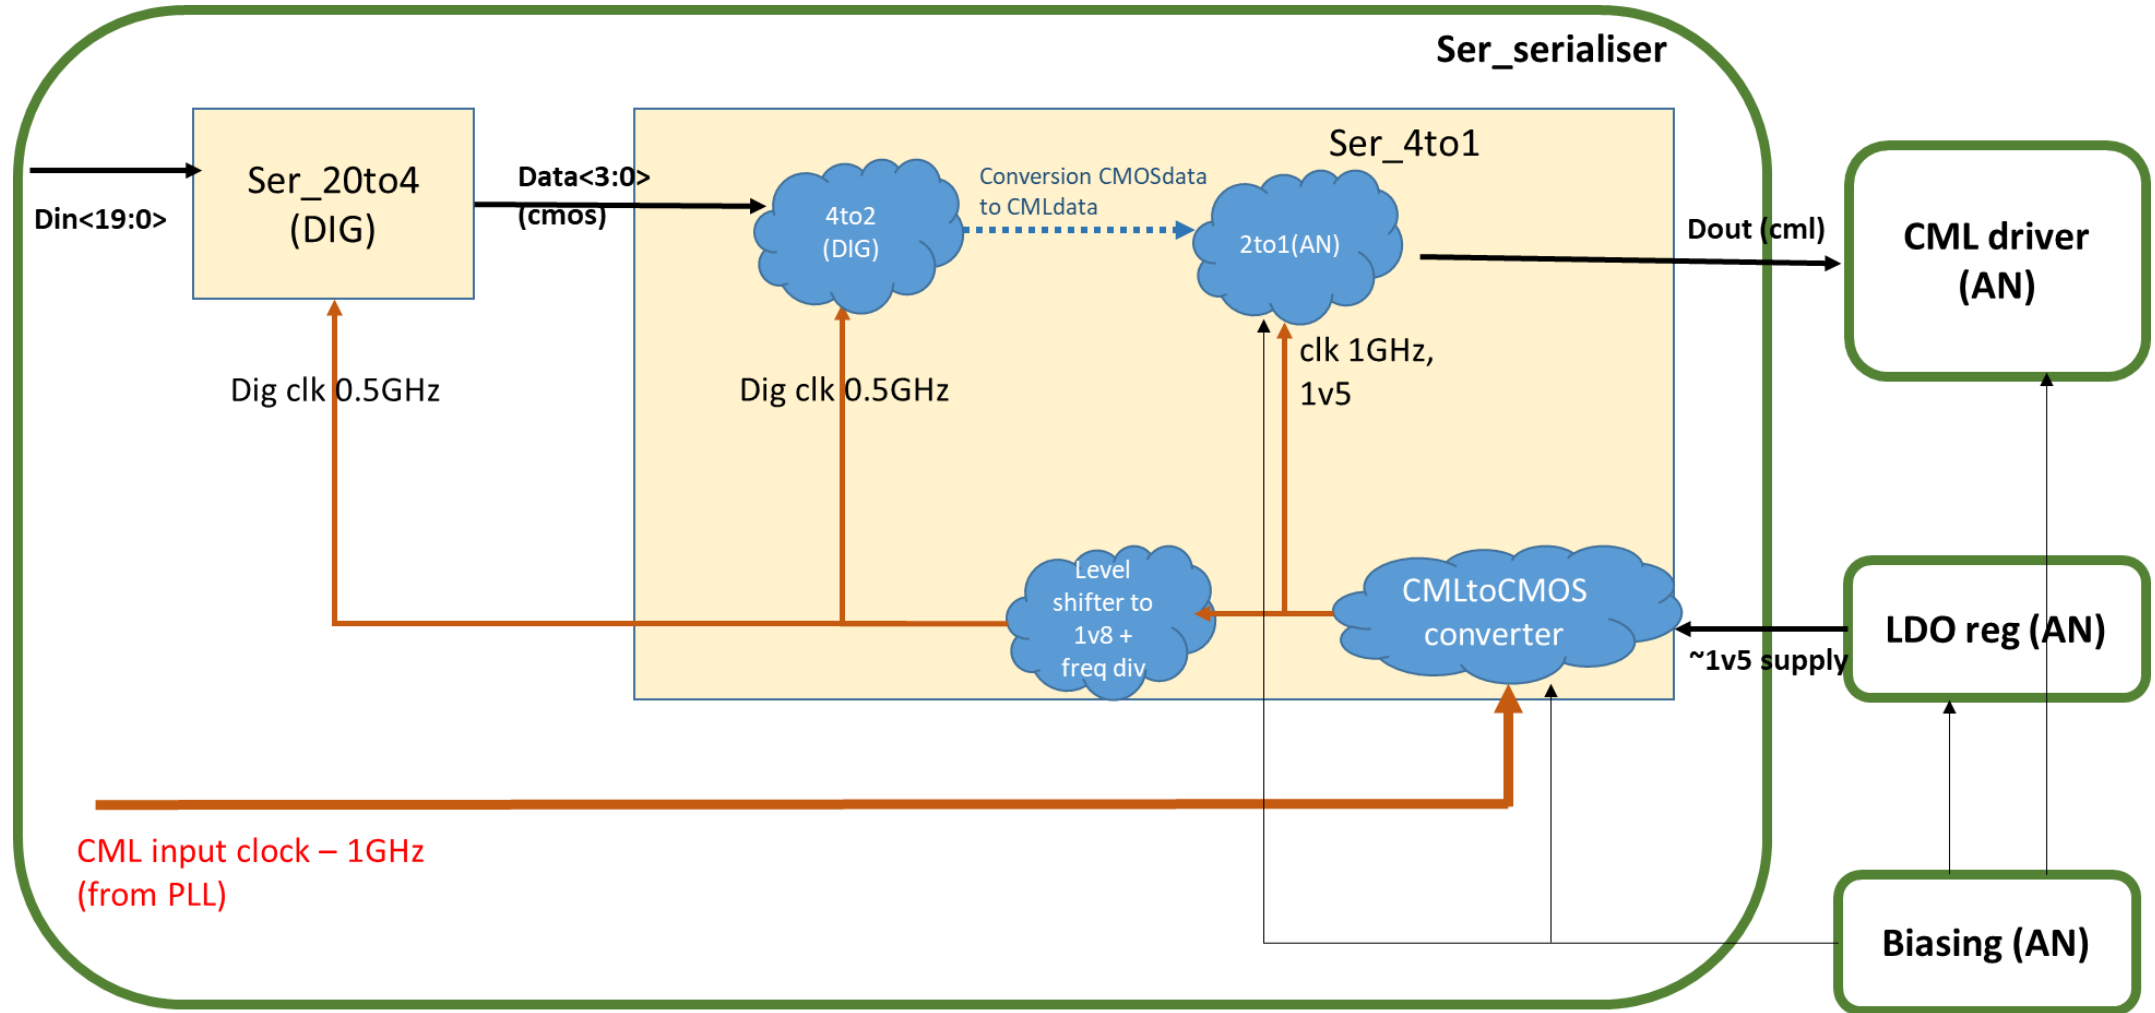 Ser_serialiser
Ser_4to1
Ser_20to4
(DIG)
Din<19:0>
Data<3:0>
(cmos)
4to2
(DIG)
Conversion CMOSdata
to CMLdata
2to1(AN)
Dout (cml)
CML driver
(AN)
Dig clk 0.5GHz
Dig clk 0.5GHz
clk 1GHz,
1v5
Level
shifter to
1v8 +
freq div
CMLtoCMOS
converter
LDO reg (AN)
~1v5 supply
CML input clock – 1GHz
(from PLL)
Biasing (AN)